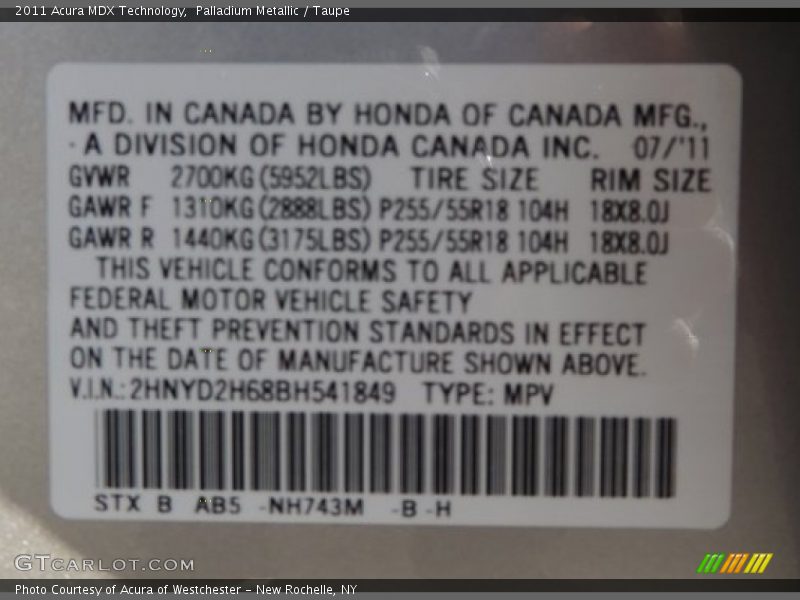 2011 Acura MDX Technology, Palladium Metallic / Taupe
MFD. IN CANADA BY HONDA OF CANADA MFG.,
A DIVISION OF HONDA CANADA INC. 07/'11
GVWR 2700KG(5952LBS) TIRE SIZE RIM SIZE
GAWR F 1310KG(2888LBS) P255/55R18 104H 18X8.0J
GAWR R 1440KG(3175LBS) P255/55R18 104H 18X8.0J
THIS VEHICLE CONFORMS TO ALL APPLICABLE
FEDERAL MOTOR VEHICLE SAFETY
AND THEFT PREVENTION STANDARDS IN EFFECT
ON THE DATE OF MANUFACTURE SHOWN ABOVE.
V.I.N.: 2HNYD2H68BH541849 TYPE: MPV
STX B AB5 -NH743M -B -H
GTCARLOT.COM
Photo Courtesy of Acura of Westchester - New Rochelle, NY